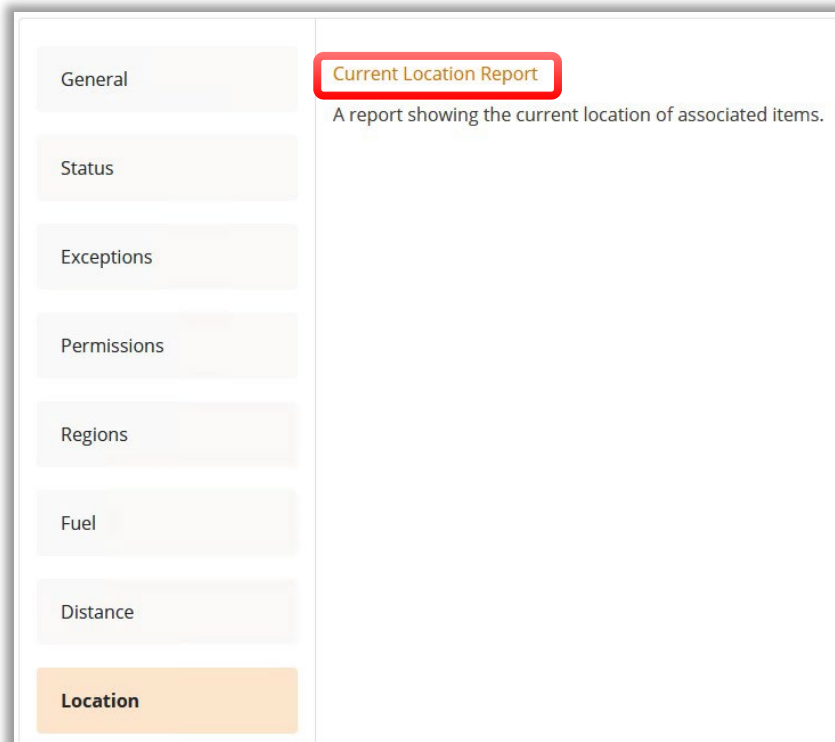 General
Status
Exceptions
Permissions
Regions
Fuel
Distance
Location
Current Location Report
A report showing the current location of associated items.